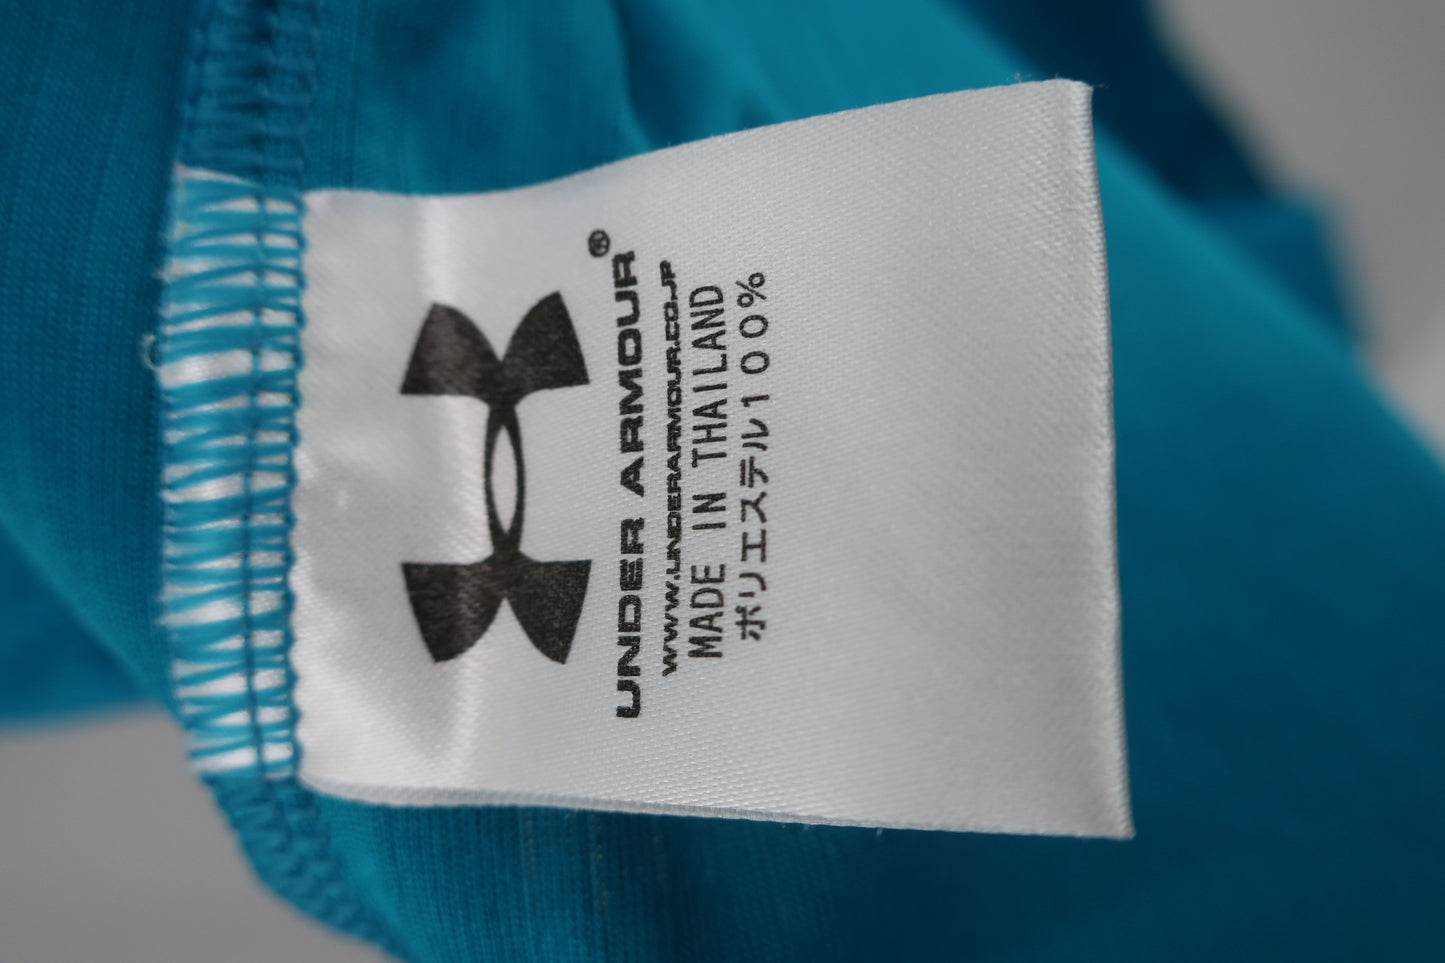 UNDER ARMOUR®
WWW.UNDERARMOUR.CO.JP
MADE IN THAILAND
ポリエステル100%